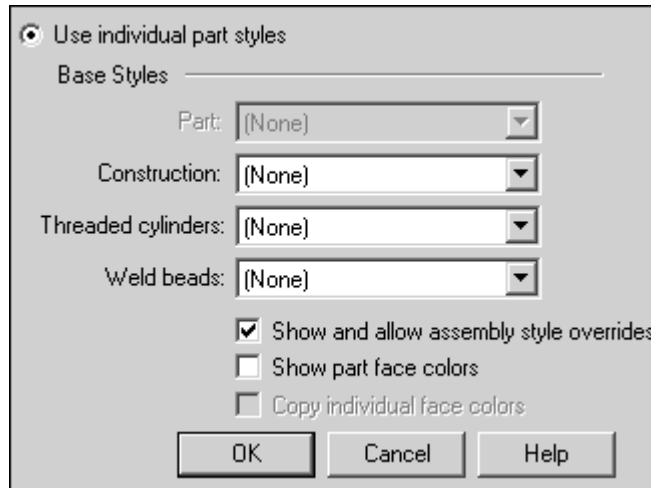 Use individual part styles
Base Styles
Part: (None)
Construction: (None)
Threaded cylinders: (None)
Weld beads: (None)
Show and allow assembly style overrides
Show part face colors
Copy individual face colors
OK Cancel Help